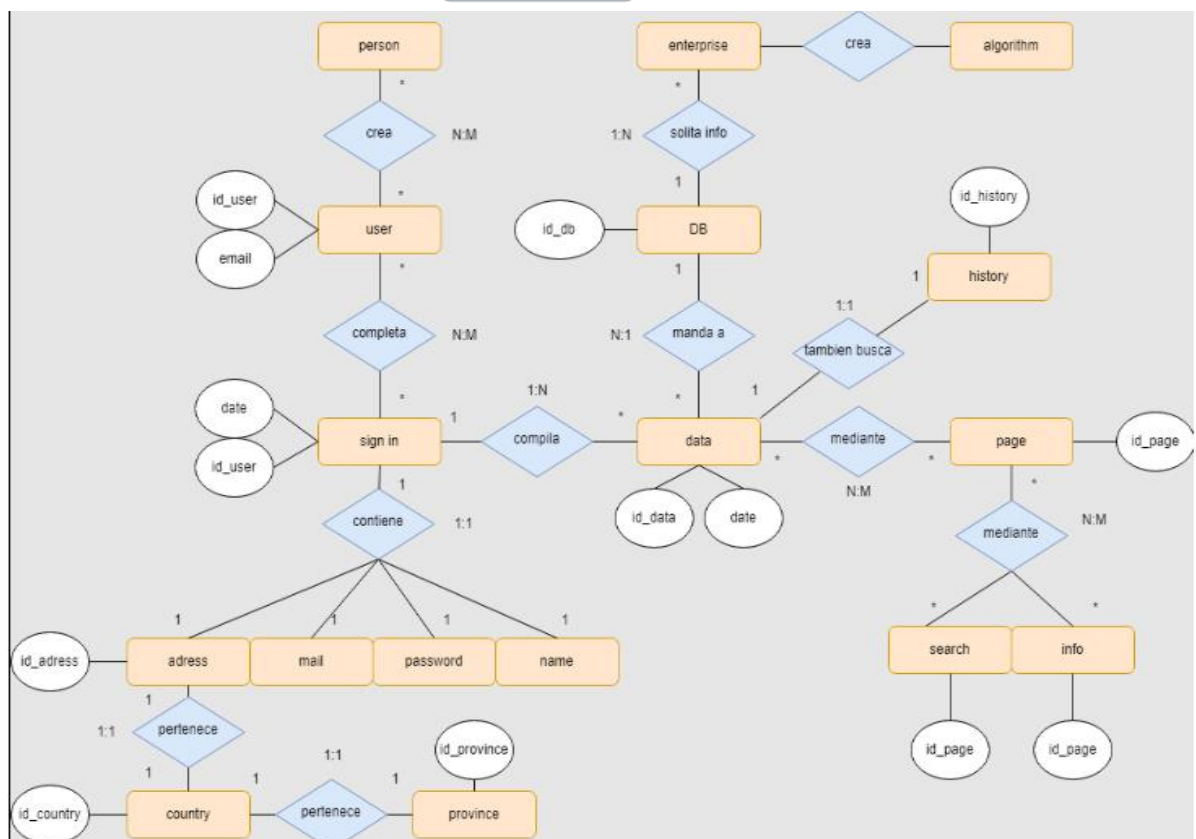 person
enterprise
crea
algorithm
*
*
crea
N:M
1:N
solita info
*
1
id_user
id_history
user
id_db
DB
email
*
1
1
history
1:1
completa
N:M
N:1
manda a
tambien busca
date
*
1:N
*
1
1
*
sign in
compila
data
mediante
page
id_page
id_user
*
*
1
N:M
*
id_data
date
contiene
1:1
mediante
N:M
1
1
1
1
*
*
id_adress
adress
mail
password
name
search
info
1
1:1
pertenece
id_province
id_page
id_page
1:1
1
1
1
id_country
country
pertenece
province